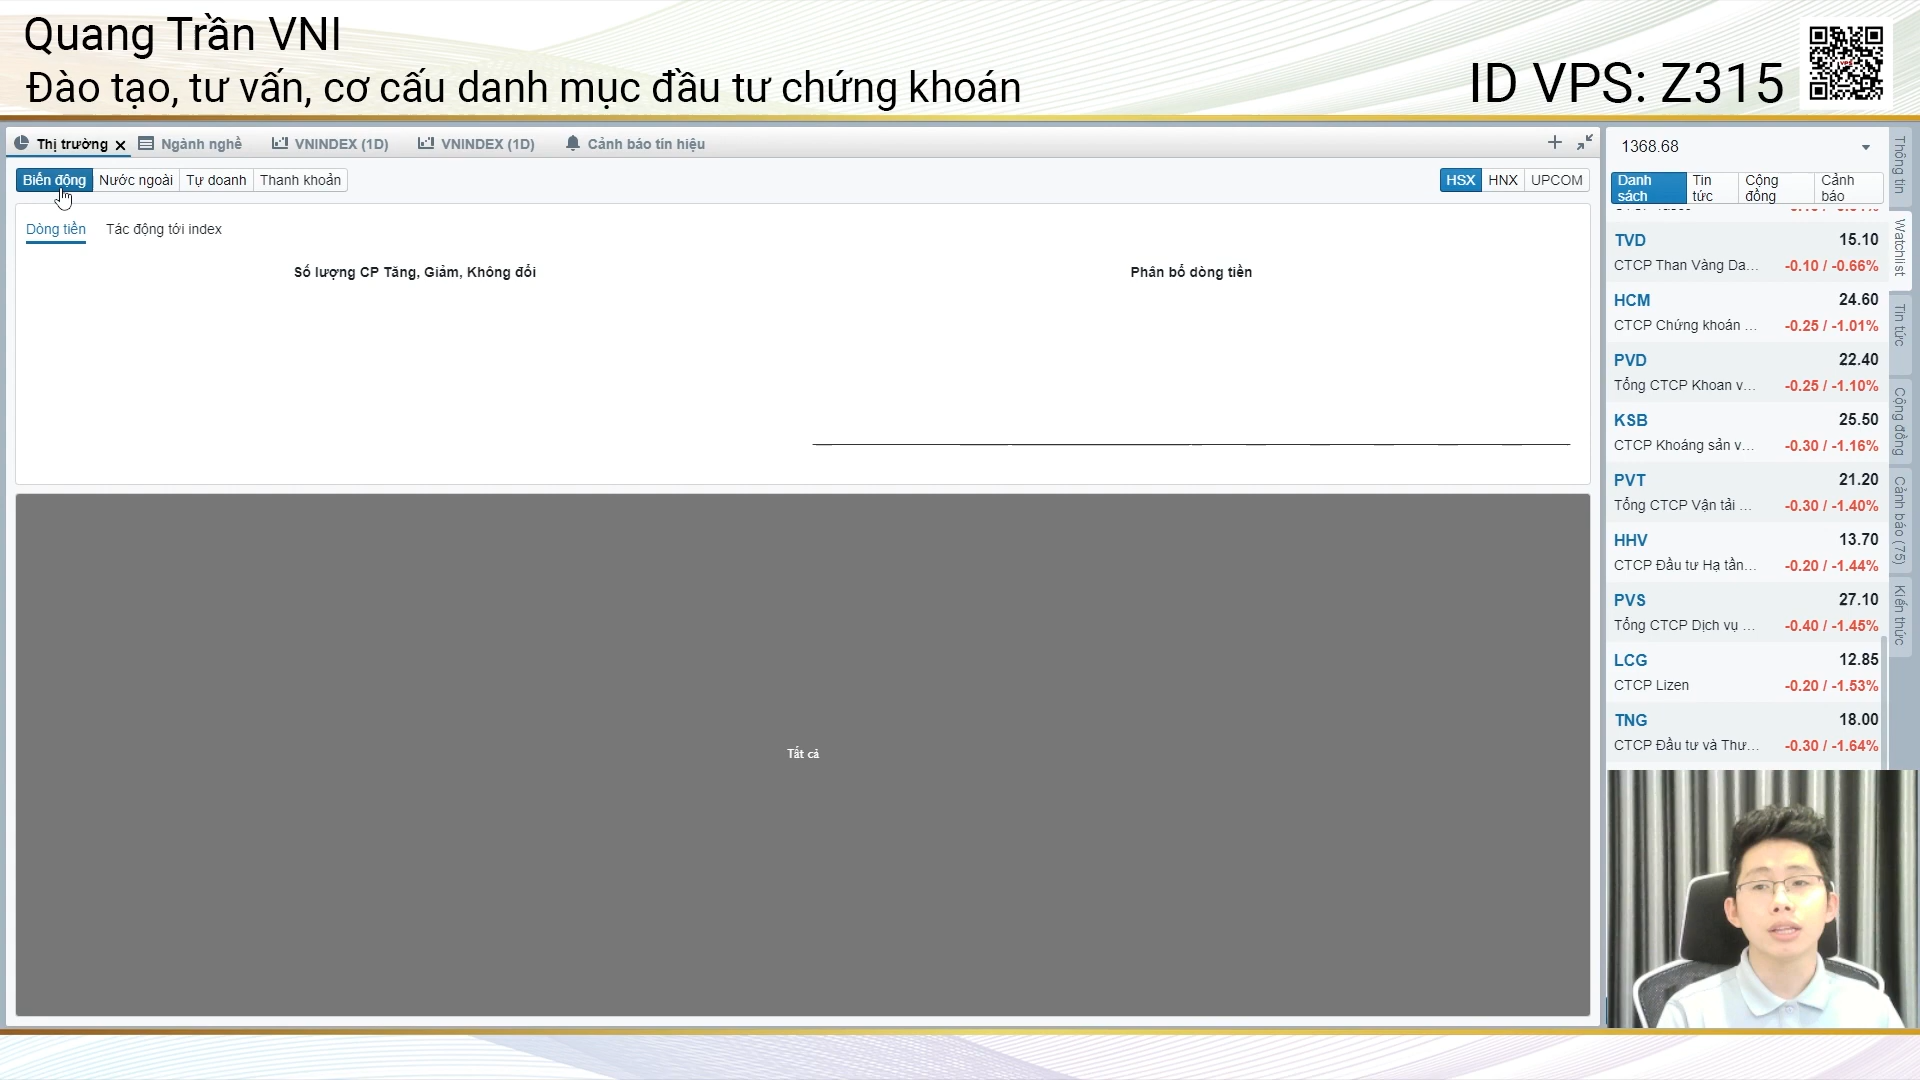 Quang Trần VNI
Đào tạo, tư vấn, cơ cấu danh mục đầu tư chứng khoán
ID VPS: Z315
Thị trường
Ngành nghề
VNINDEX (1D)
VNINDEX (1D)
Cảnh báo tín hiệu
Biến động
Nước ngoài
Tự doanh
Thanh khoản
HSX
HNX
UPCOM
Dòng tiền
Tác động tới index
Số lượng CP Tăng, Giảm, Không đổi
Phân bổ dòng tiền
Tất cả
1368.68
Danh sách
Tin tức
Cộng đồng
Cảnh báo
TVD 15.10
CTCP Than Vàng Da... -0.10 / -0.66%
HCM 24.60
CTCP Chứng khoán ... -0.25 / -1.01%
PVD 22.40
Tổng CTCP Khoan v... -0.25 / -1.10%
KSB 25.50
CTCP Khoáng sản v... -0.30 / -1.16%
PVT 21.20
Tổng CTCP Vận tải ... -0.30 / -1.40%
HHV 13.70
CTCP Đầu tư Hạ tần... -0.20 / -1.44%
PVS 27.10
Tổng CTCP Dịch vụ ... -0.40 / -1.45%
LCG 12.85
CTCP Lizen -0.20 / -1.53%
TNG 18.00
CTCP Đầu tư và Thư... -0.30 / -1.64%
Thông tin
Watchlist
Tin tức
Cộng đồng
Cảnh báo (75)
Kiến thức